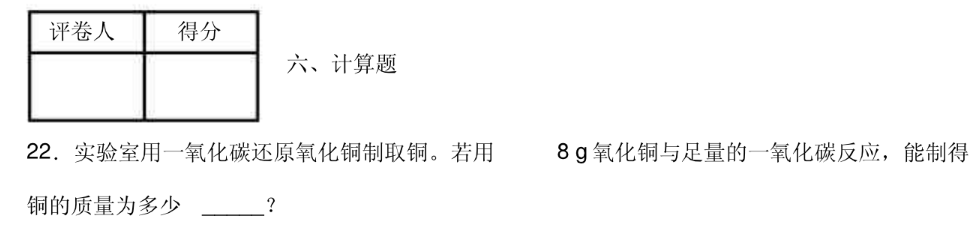 评卷人 得分
六、计算题
22．实验室用一氧化碳还原氧化铜制取铜。若用 8 g 氧化铜与足量的一氧化碳反应，能制得
铜的质量为多少 _____？